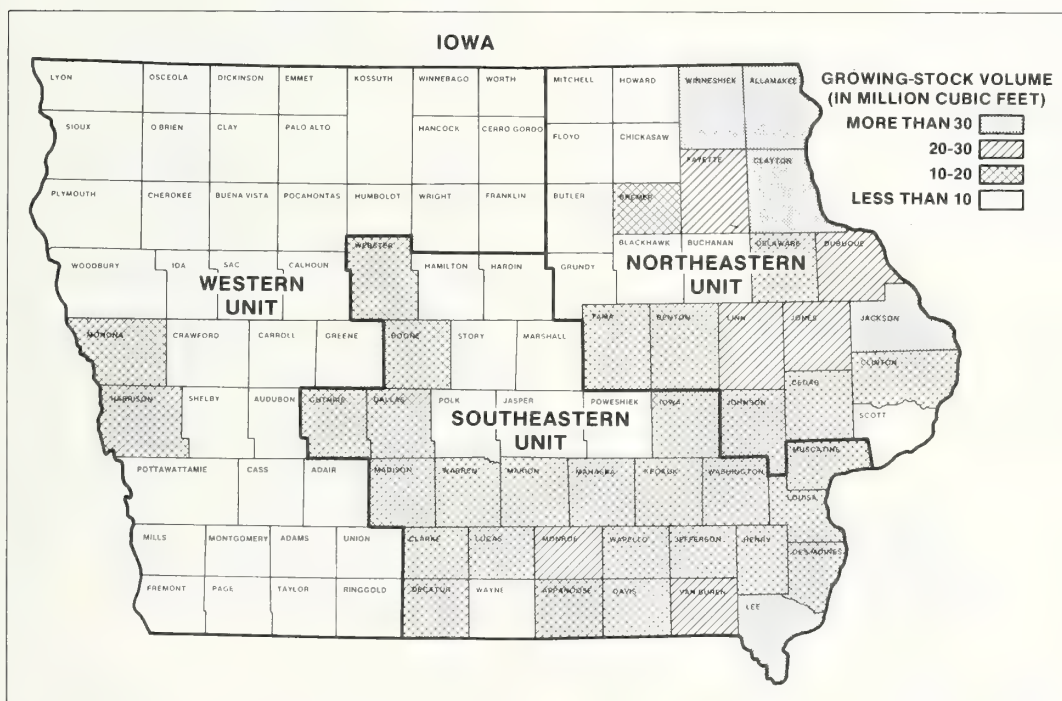 IOWA
GROWING-STOCK VOLUME
(IN MILLION CUBIC FEET)
MORE THAN 30
20-30
10-20
LESS THAN 10
LYON OSCEOLA DICKINSON EMMET KOSSUTH WINNEBAGO WORTH MITCHELL HOWARD WINNESHIEK ALLAMAKEE
SIOUX O BRIEN CLAY PALO ALTO HANCOCK CERRO GORDO FLOYD CHICKASAW FAYETTE CLAYTON
PLYMOUTH CHEROKEE BUENA VISTA POCAHONTAS HUMBOLDT WRIGHT FRANKLIN BUTLER BREMER
WOODBURY IDA SAC CALHOUN WEBSTER HAMILTON HARDIN GRUNDY BLACKHAWK BUCHANAN DELAWARE DUBUQUE
WESTERN
UNIT
NORTHEASTERN
UNIT
MONONA CRAWFORD CARROLL GREENE BOONE STORY MARSHALL TAMA BENTON LINN JONES JACKSON
CLINTON
HARRISON SHELBY AUDUBON GUTHRIE DALLAS POLK JASPER POWESHIEK IOWA JOHNSON CEDAR SCOTT
SOUTHEASTERN
UNIT
POTTAWATTAMIE CASS ADAIR MADISON WARREN MARION MAHASKA KEOKUK WASHINGTON MUSCATINE
LOUISA
MILLS MONTGOMERY ADAMS UNION CLARKE LUCAS MONROE WAPELLO JEFFERSON HENRY DES MOINES
FREMONT PAGE TAYLOR RINGGOLD DECATUR WAYNE APPANOOSE DAVIS VAN BUREN LEE